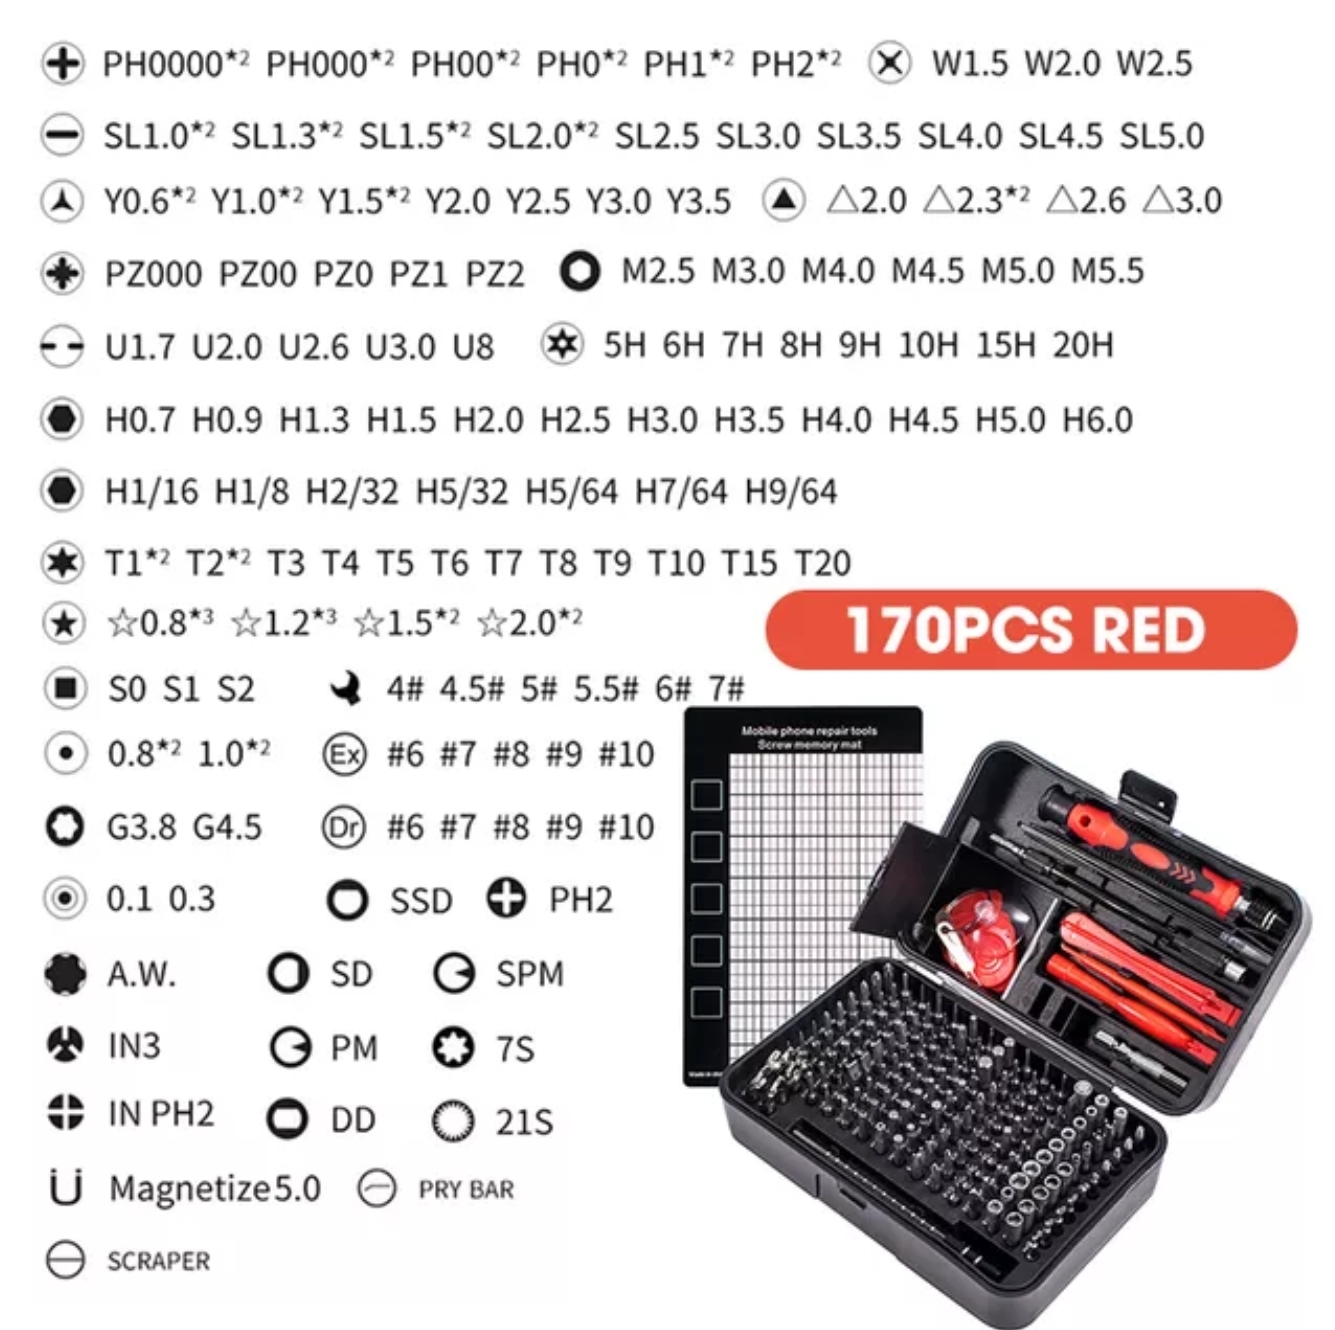 PH0000*2 PH000*2 PH00*2 PH0*2 PH1*2 PH2*2 W1.5 W2.0 W2.5
SL1.0*2 SL1.3*2 SL1.5*2 SL2.0*2 SL2.5 SL3.0 SL3.5 SL4.0 SL4.5 SL5.0
Y0.6*2 Y1.0*2 Y1.5*2 Y2.0 Y2.5 Y3.0 Y3.5 △2.0 △2.3*2 △2.6 △3.0
PZ000 PZ00 PZ0 PZ1 PZ2 M2.5 M3.0 M4.0 M4.5 M5.0 M5.5
U1.7 U2.0 U2.6 U3.0 U8 5H 6H 7H 8H 9H 10H 15H 20H
H0.7 H0.9 H1.3 H1.5 H2.0 H2.5 H3.0 H3.5 H4.0 H4.5 H5.0 H6.0
H1/16 H1/8 H2/32 H5/32 H5/64 H7/64 H9/64
T1*2 T2*2 T3 T4 T5 T6 T7 T8 T9 T10 T15 T20
☆0.8*3 ☆1.2*3 ☆1.5*2 ☆2.0*2
170PCS RED
S0 S1 S2 4# 4.5# 5# 5.5# 6# 7#
0.8*2 1.0*2 Ex #6 #7 #8 #9 #10
G3.8 G4.5 Dr #6 #7 #8 #9 #10
0.1 0.3 SSD PH2
A.W. SD SPM
IN3 PM 7S
IN PH2 DD 21S
Magnetize5.0 PRY BAR
SCRAPER
Mobile phone repair tools
Screw memory mat